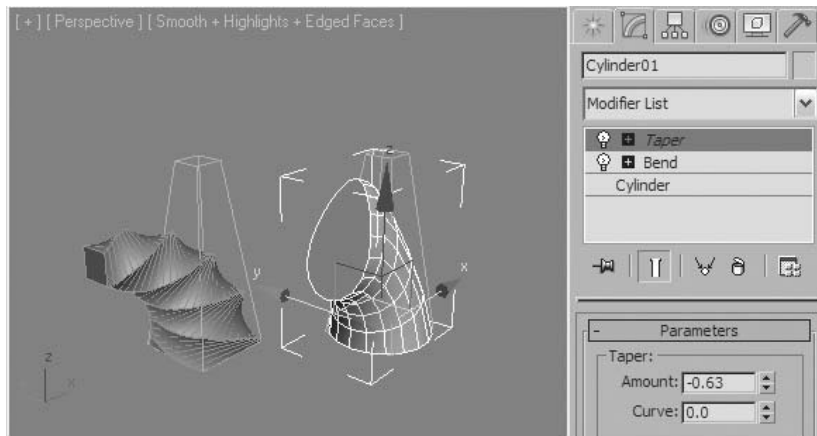 [ + ] [ Perspective ] [ Smooth + Highlights + Edged Faces ]
z
y
x
z
x
Cylinder01
Modifier List
Taper
Bend
Cylinder
- Parameters
Taper:
Amount: -0.63
Curve: 0.0